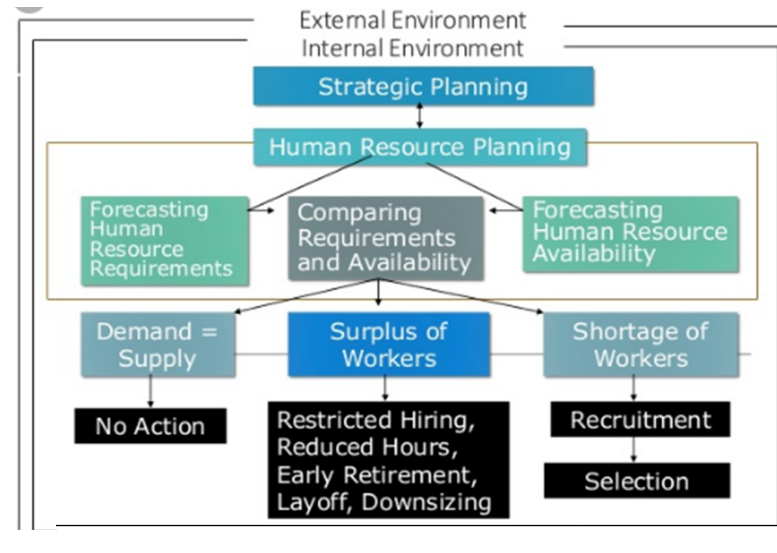 External Environment
Internal Environment
Strategic Planning
Human Resource Planning
Forecasting
Human
Resource
Requirements
Comparing
Requirements
and Availability
Forecasting
Human Resource
Availability
Demand =
Supply
Surplus of
Workers
Shortage of
Workers
No Action
Restricted Hiring,
Reduced Hours,
Early Retirement,
Layoff, Downsizing
Recruitment
Selection